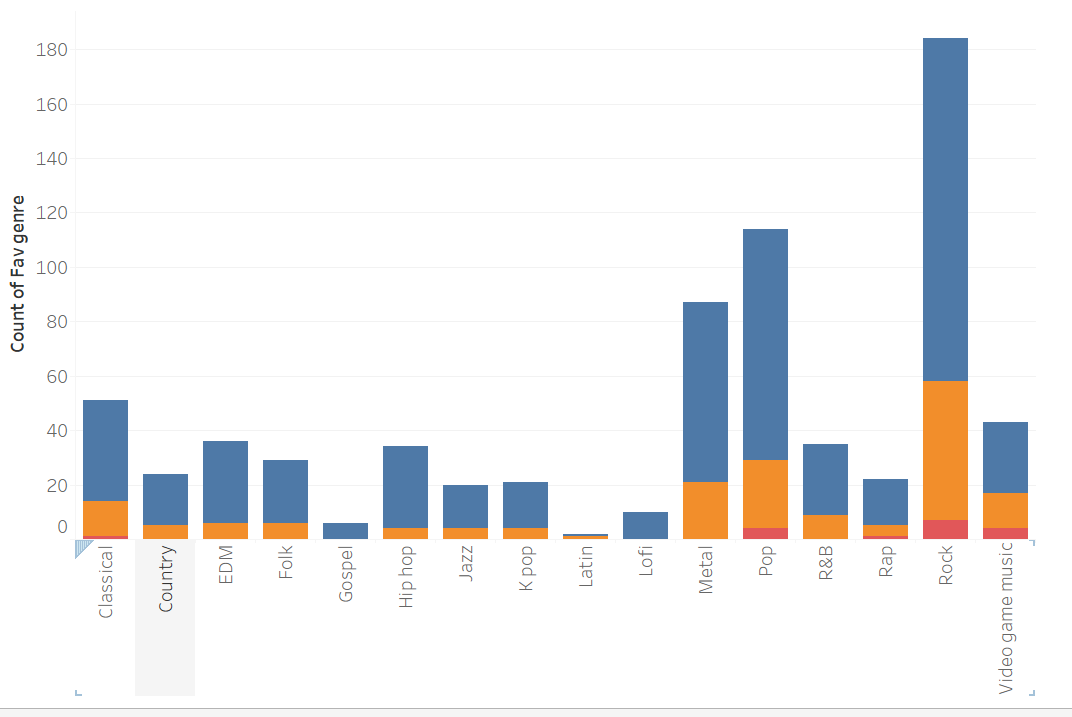 Count of Fav genre
180
160
140
120
100
80
60
40
20
0
Classical
Country
EDM
Folk
Gospel
Hip hop
Jazz
K pop
Latin
Lofi
Metal
Pop
R&B
Rap
Rock
Video game music